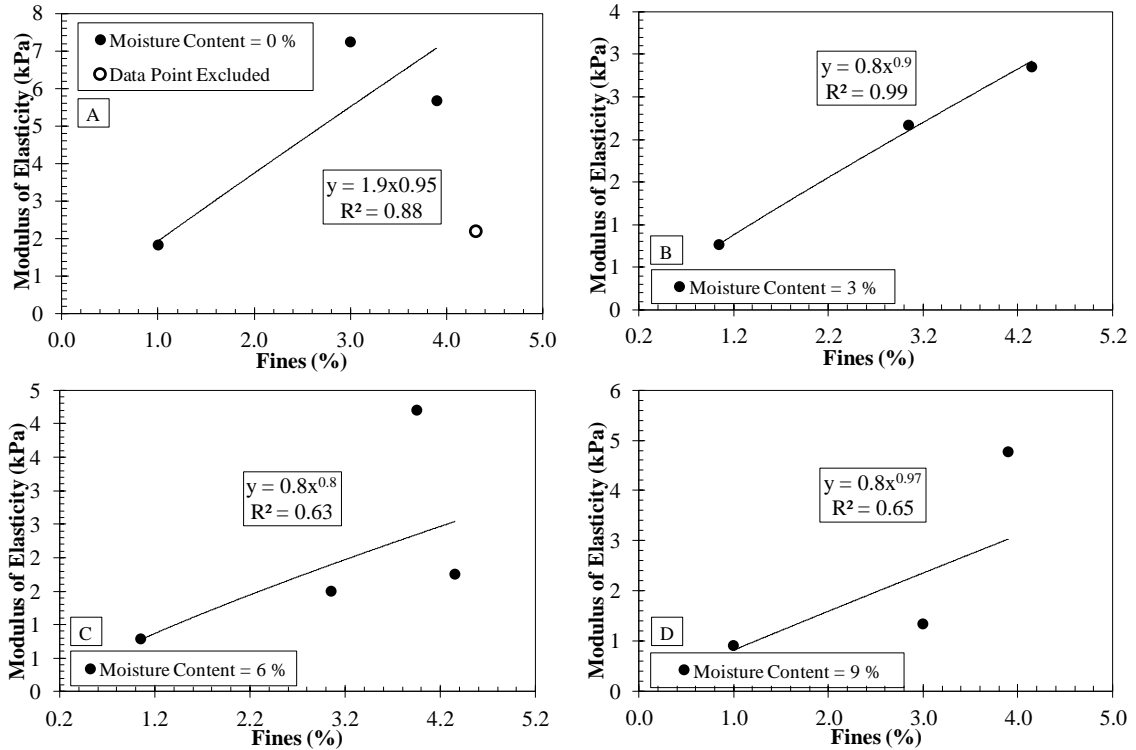 8
7
6
5
4
3
2
1
0
Modulus of Elasticity (kPa)
Moisture Content = 0 %
Data Point Excluded
A
y = 1.9x0.95
R² = 0.88
0.0 1.0 2.0 3.0 4.0 5.0
Fines (%)
4
3
3
2
2
1
1
0
Modulus of Elasticity (kPa)
y = 0.8x^0.9
R² = 0.99
B
Moisture Content = 3 %
0.2 1.2 2.2 3.2 4.2 5.2
Fines (%)
5
4
4
3
3
2
2
1
1
0
Modulus of Elasticity (kPa)
y = 0.8x^0.8
R² = 0.63
C
Moisture Content = 6 %
0.2 1.2 2.2 3.2 4.2 5.2
Fines (%)
6
5
4
3
2
1
0
Modulus of Elasticity (kPa)
y = 0.8x^0.97
R² = 0.65
D
Moisture Content = 9 %
0.0 1.0 2.0 3.0 4.0 5.0
Fines (%)